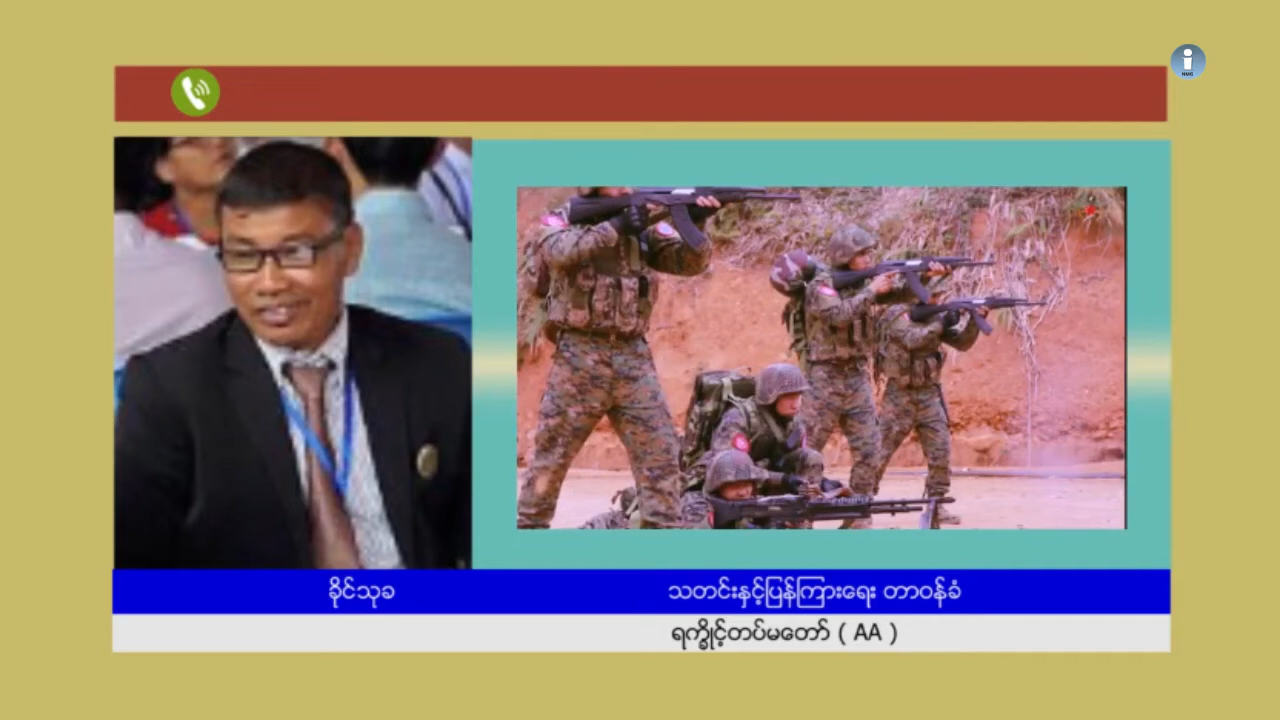 NMG
ခိုင်သုခ
သတင်းနှင့်ပြန်ကြားရေး တာဝန်ခံ
ရက္ခိုင့်တပ်မတော် ( AA )